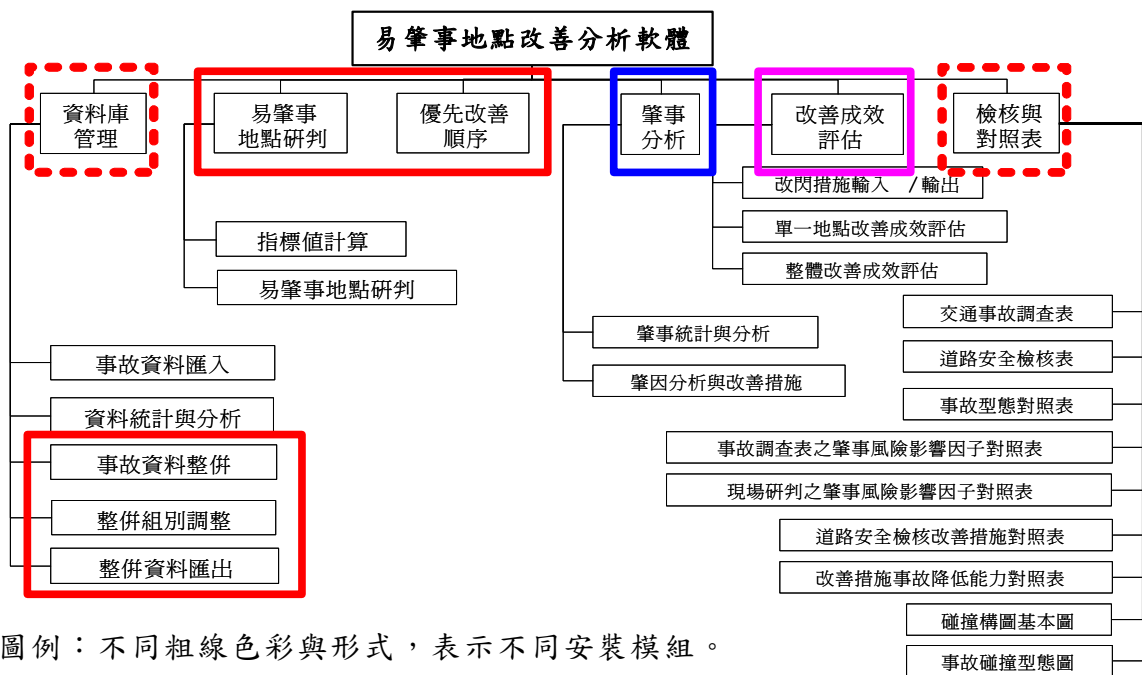 易肇事地點改善分析軟體
資料庫
管理
易肇事
地點研判
優先改善
順序
肇事
分析
改善成效
評估
檢核與
對照表
改閃措施輸入 /輸出
單一地點改善成效評估
整體改善成效評估
指標值計算
易肇事地點研判
肇事統計與分析
肇因分析與改善措施
事故資料匯入
資料統計與分析
事故資料整併
整併組別調整
整併資料匯出
交通事故調查表
道路安全檢核表
事故型態對照表
事故調查表之肇事風險影響因子對照表
現場研判之肇事風險影響因子對照表
道路安全檢核改善措施對照表
改善措施事故降低能力對照表
碰撞構圖基本圖
事故碰撞型態圖
圖例：不同粗線色彩與形式，表示不同安裝模組。